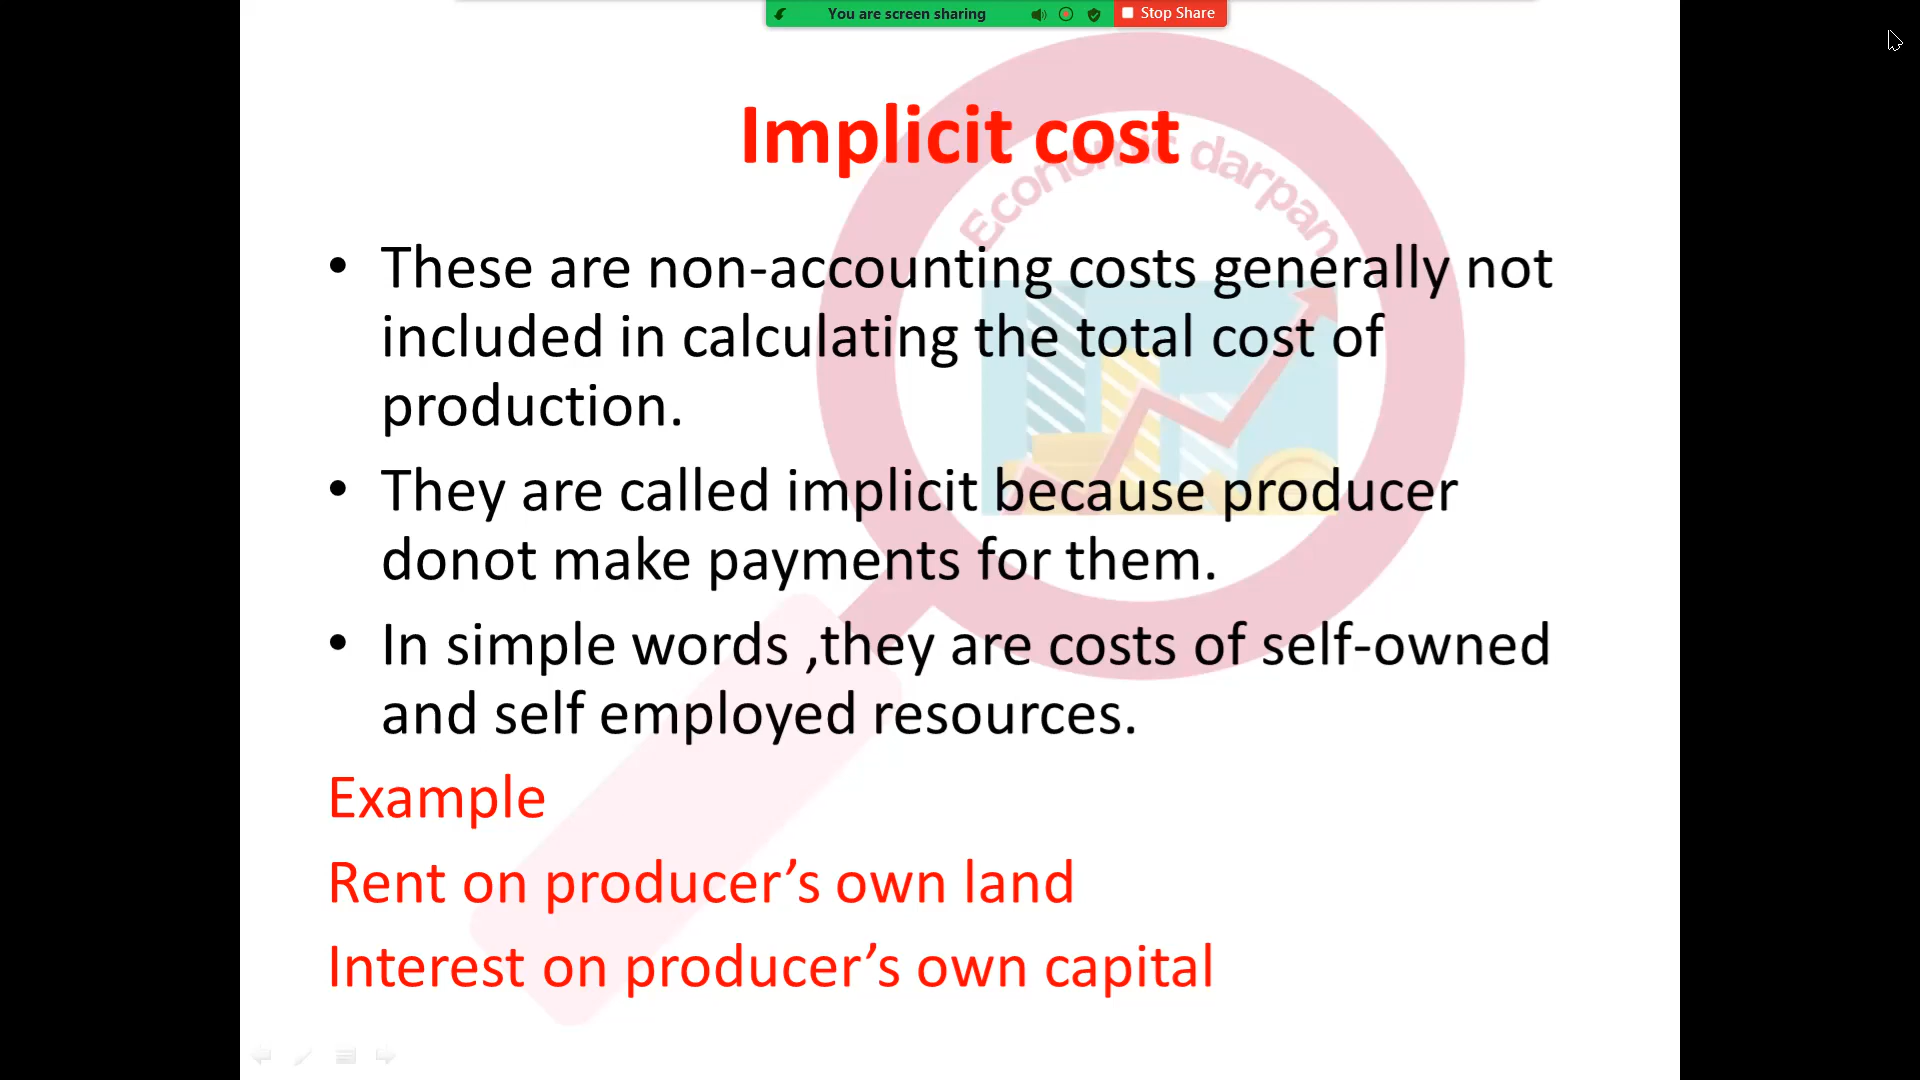 You are screen sharing
Stop Share
Implicit cost
Economic darpan
• These are non-accounting costs generally not
included in calculating the total cost of
production.
• They are called implicit because producer
donot make payments for them.
• In simple words ,they are costs of self-owned
and self employed resources.
Example
Rent on producer’s own land
Interest on producer’s own capital